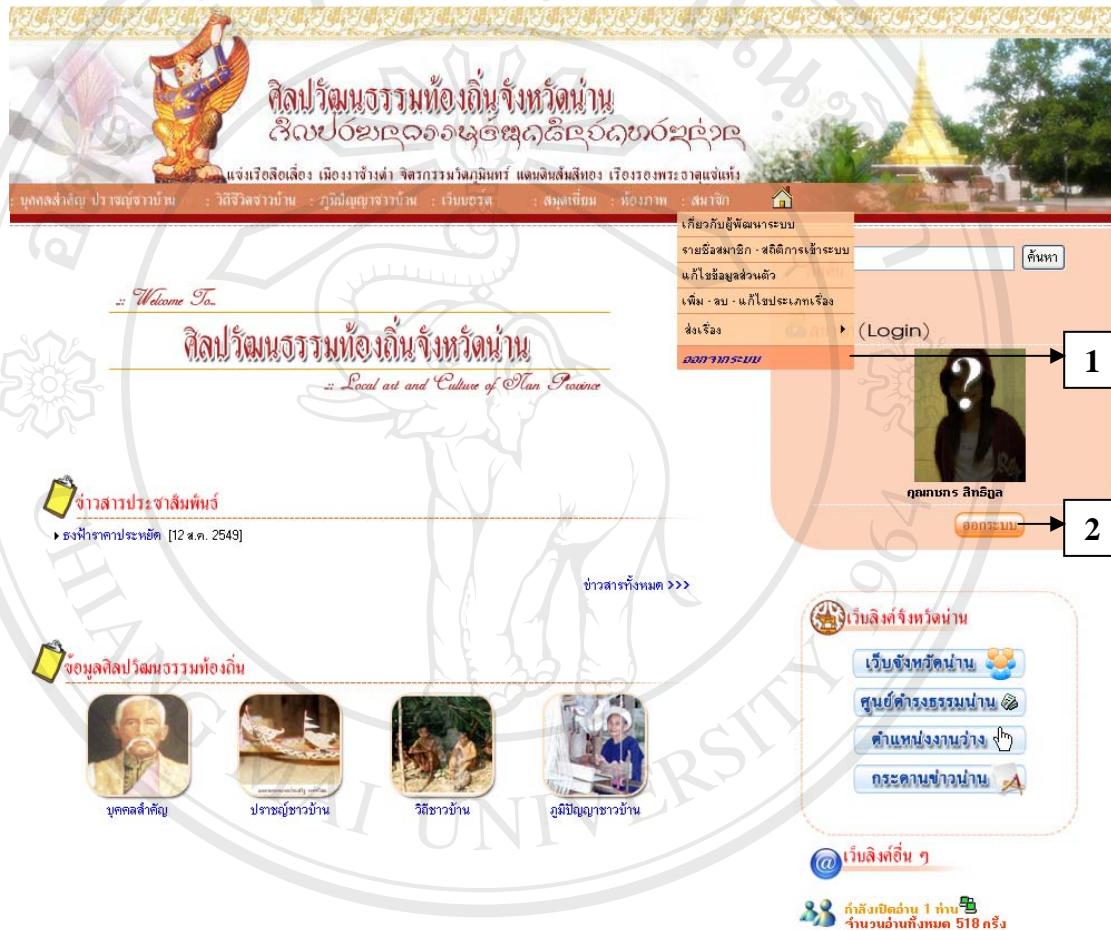 ศิลปวัฒนธรรมท้องถิ่นจังหวัดน่าน
แข่งเรือลือเลื่อง เมืองงาช้างดำ จิตรกรรมวัดภูมินทร์ แดนดินส้มสีทอง เรืองรองพระธาตุแช่แห้ง
: บุคคลสำคัญ ปราชญ์ชาวบ้าน : วิถีชีวิตชาวบ้าน : ภูมิปัญญาชาวบ้าน : เว็บบอร์ด : สมุดเยี่ยม : ห้องภาพ : สมาชิก
เกี่ยวกับผู้พัฒนาระบบ
รายชื่อสมาชิก - สถิติการเข้าระบบ
แก้ไขข้อมูลส่วนตัว
เพิ่ม - ลบ - แก้ไขประเภทเรื่อง
ส่งเรื่อง
ออกจากระบบ
ค้นหา
(Login)
1
.:: Welcome To..
ศิลปวัฒนธรรมท้องถิ่นจังหวัดน่าน
.:: Local art and Culture of Nan Province
ออกระบบ
2
ข่าวสารประชาสัมพันธ์
ธงฟ้าราคาประหยัด [12 ส.ค. 2549]
ข่าวสารทั้งหมด >>>
ข้อมูลศิลปวัฒนธรรมท้องถิ่น
บุคคลสำคัญ
ปราชญ์ชาวบ้าน
วิถีชาวบ้าน
ภูมิปัญญาชาวบ้าน
เว็บลิงค์จังหวัดน่าน
เว็บจังหวัดน่าน
ศูนย์ดำรงธรรมน่าน
ตำแหน่งงานว่าง
กระดานข่าวน่าน
เว็บลิงค์อื่น ๆ
กำลังเปิดอ่าน 1 ท่าน
จำนวนอ่านทั้งหมด 518 ครั้ง
CHIANG MAI UNIVERSITY 1964